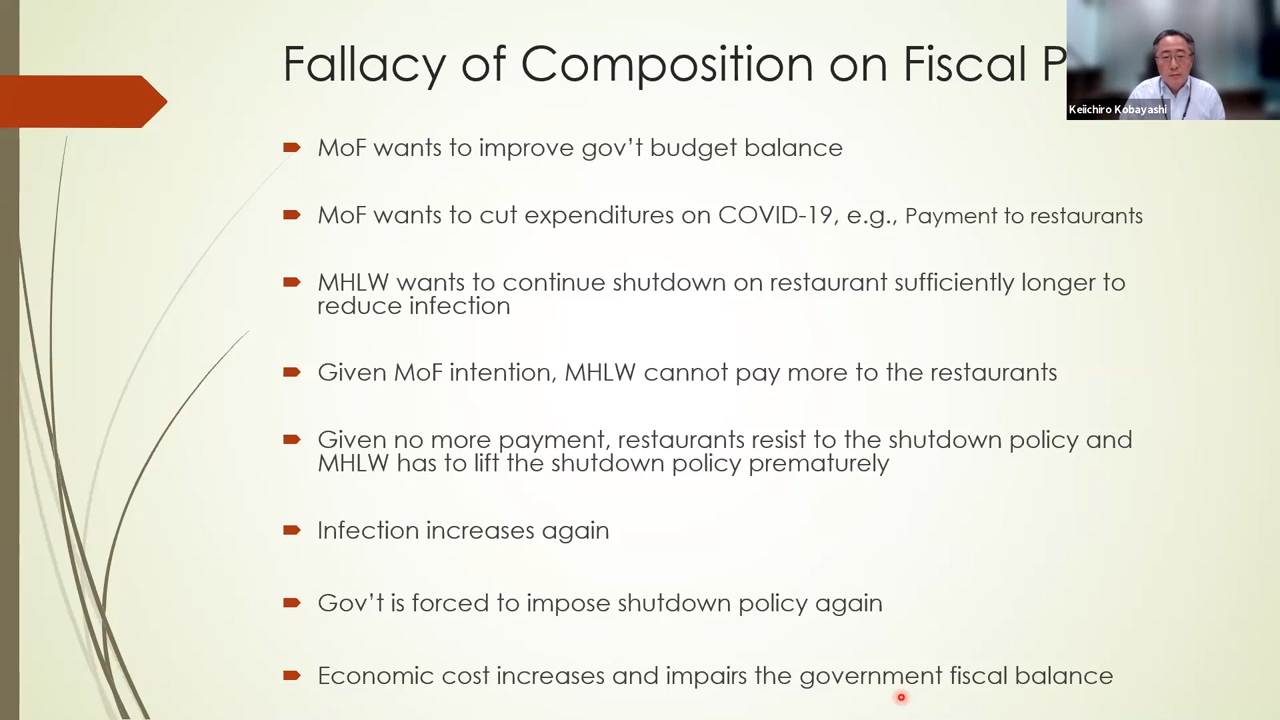 Fallacy of Composition on Fiscal P
Keiichiro Kobayashi
MoF wants to improve gov’t budget balance
MoF wants to cut expenditures on COVID-19, e.g., Payment to restaurants
MHLW wants to continue shutdown on restaurant sufficiently longer to
reduce infection
Given MoF intention, MHLW cannot pay more to the restaurants
Given no more payment, restaurants resist to the shutdown policy and
MHLW has to lift the shutdown policy prematurely
Infection increases again
Gov’t is forced to impose shutdown policy again
Economic cost increases and impairs the government fiscal balance